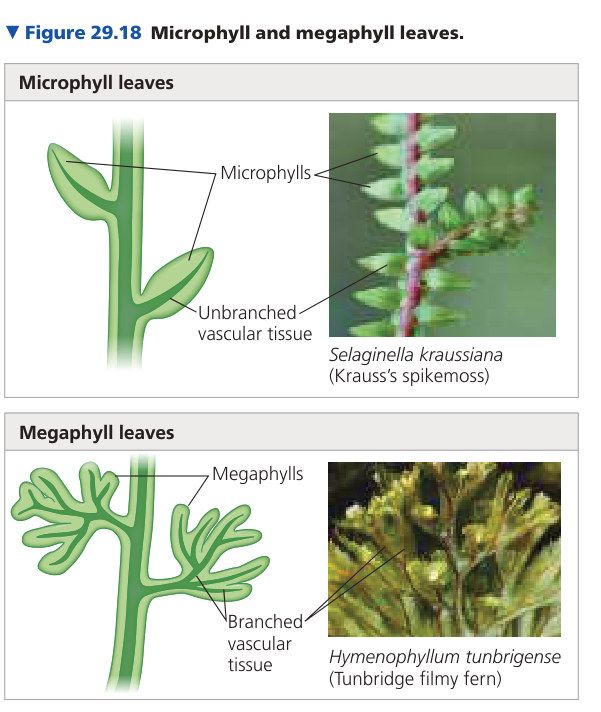 ▼ Figure 29.18 Microphyll and megaphyll leaves.
Microphyll leaves
Microphylls
Unbranched
vascular tissue
Selaginella kraussiana
(Krauss's spikemoss)
Megaphyll leaves
Megaphylls
Branched
vascular
tissue
Hymenophyllum tunbrigense
(Tunbridge filmy fern)